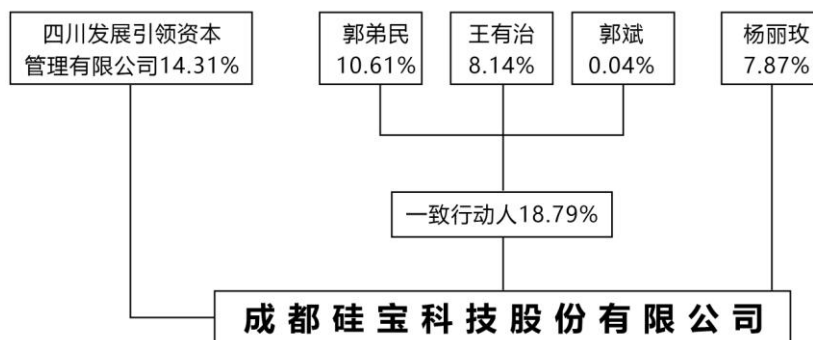 四川发展引领资本
管理有限公司14.31%
郭弟民
10.61%
王有治
8.14%
郭斌
0.04%
杨丽玫
7.87%
一致行动人18.79%
成都硅宝科技股份有限公司